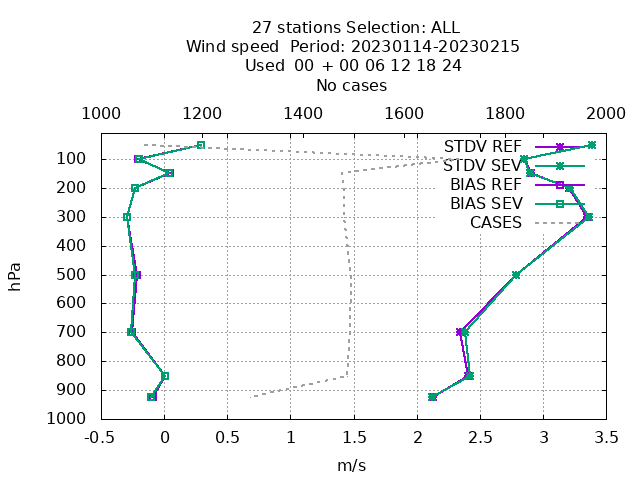 27 stations Selection: ALL
Wind speed  Period: 20230114-20230215
Used  00 + 00 06 12 18 24
No cases
1000 1200 1400 1600 1800 2000
STDV REF
STDV SEV
BIAS REF
BIAS SEV
CASES
100
200
300
400
500
600
700
800
900
1000
hPa
-0.5 0 0.5 1 1.5 2 2.5 3 3.5
m/s